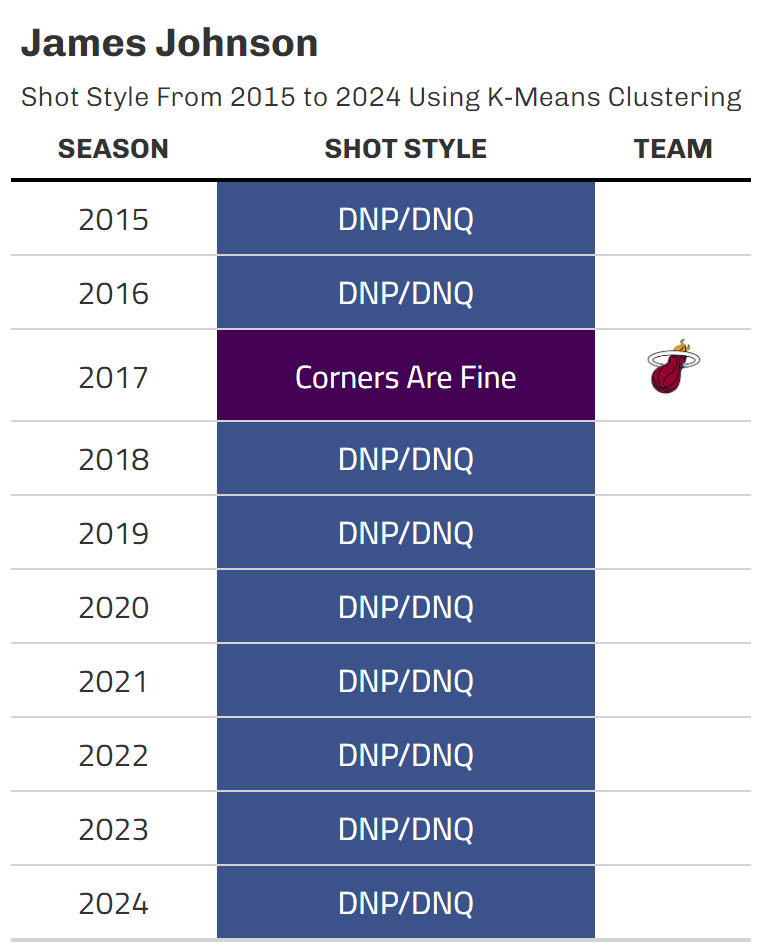 James Johnson
Shot Style From 2015 to 2024 Using K-Means Clustering
SEASON SHOT STYLE TEAM
2015 DNP/DNQ
2016 DNP/DNQ
2017 Corners Are Fine
2018 DNP/DNQ
2019 DNP/DNQ
2020 DNP/DNQ
2021 DNP/DNQ
2022 DNP/DNQ
2023 DNP/DNQ
2024 DNP/DNQ